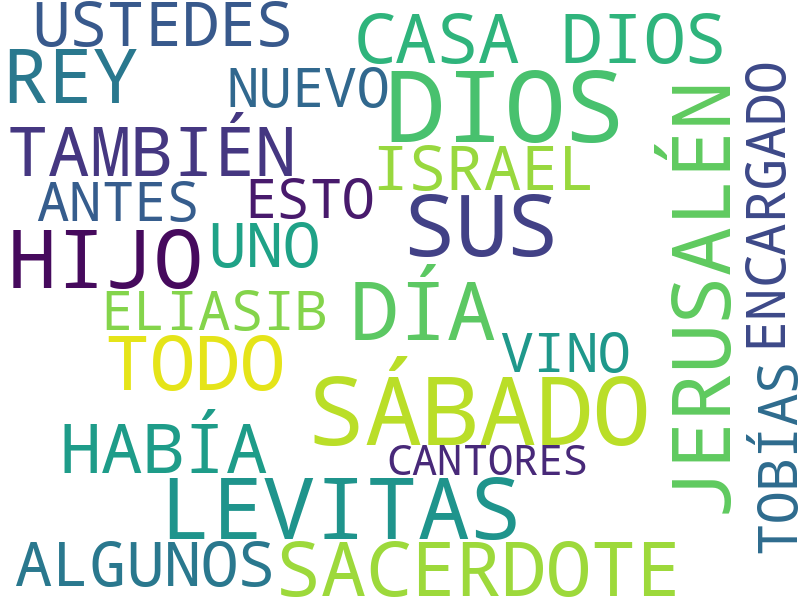 USTEDES
CASA DIOS
REY
NUEVO
DIOS
TAMBIÉN
ISRAEL
ANTES
ESTO
SUS
HIJO
UNO
ELIASIB
DÍA
TODO
VINO
SÁBADO
HABÍA
CANTORES
LEVITAS
ALGUNOS
SACERDOTE
JERUSALÉN
ENCARGADO
TOBÍAS